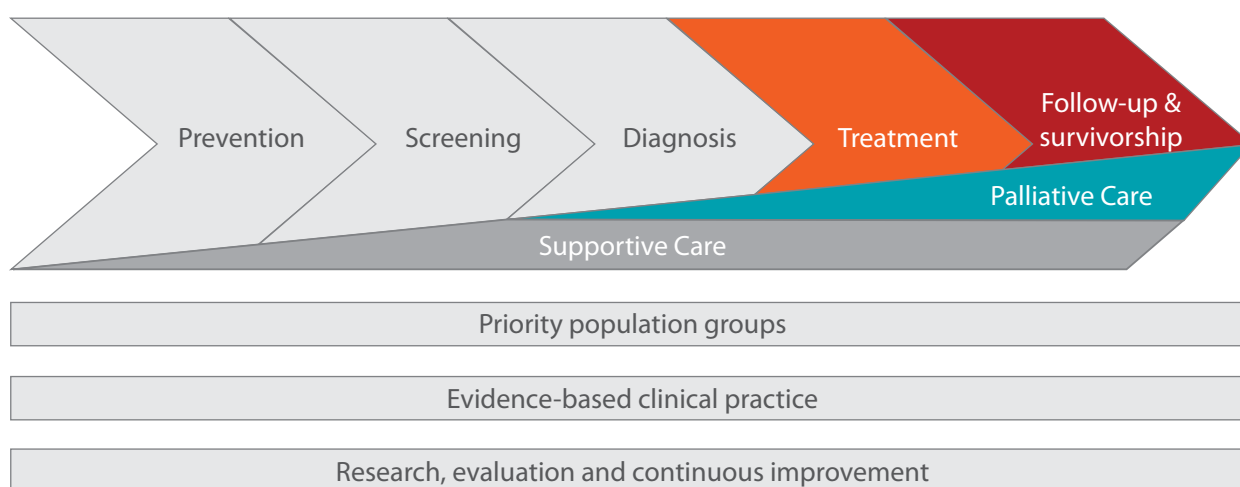 Prevention
Screening
Diagnosis
Treatment
Follow-up &
survivorship
Palliative Care
Supportive Care
Priority population groups
Evidence-based clinical practice
Research, evaluation and continuous improvement